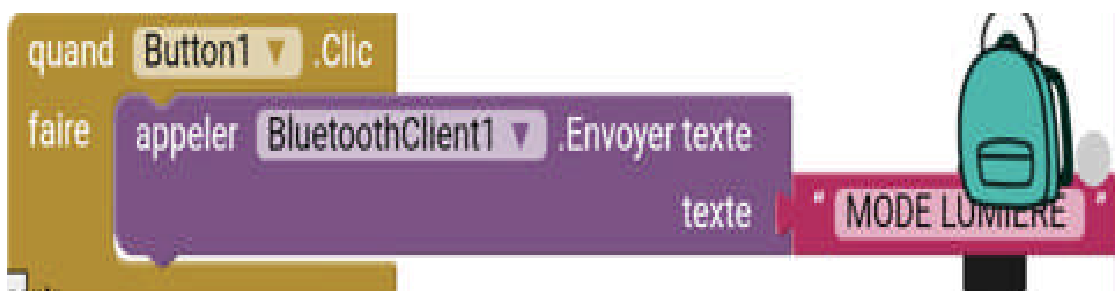 quand Button1 .Clic
faire appeler BluetoothClient1 .Envoyer texte
texte " MODE LUMIERE "